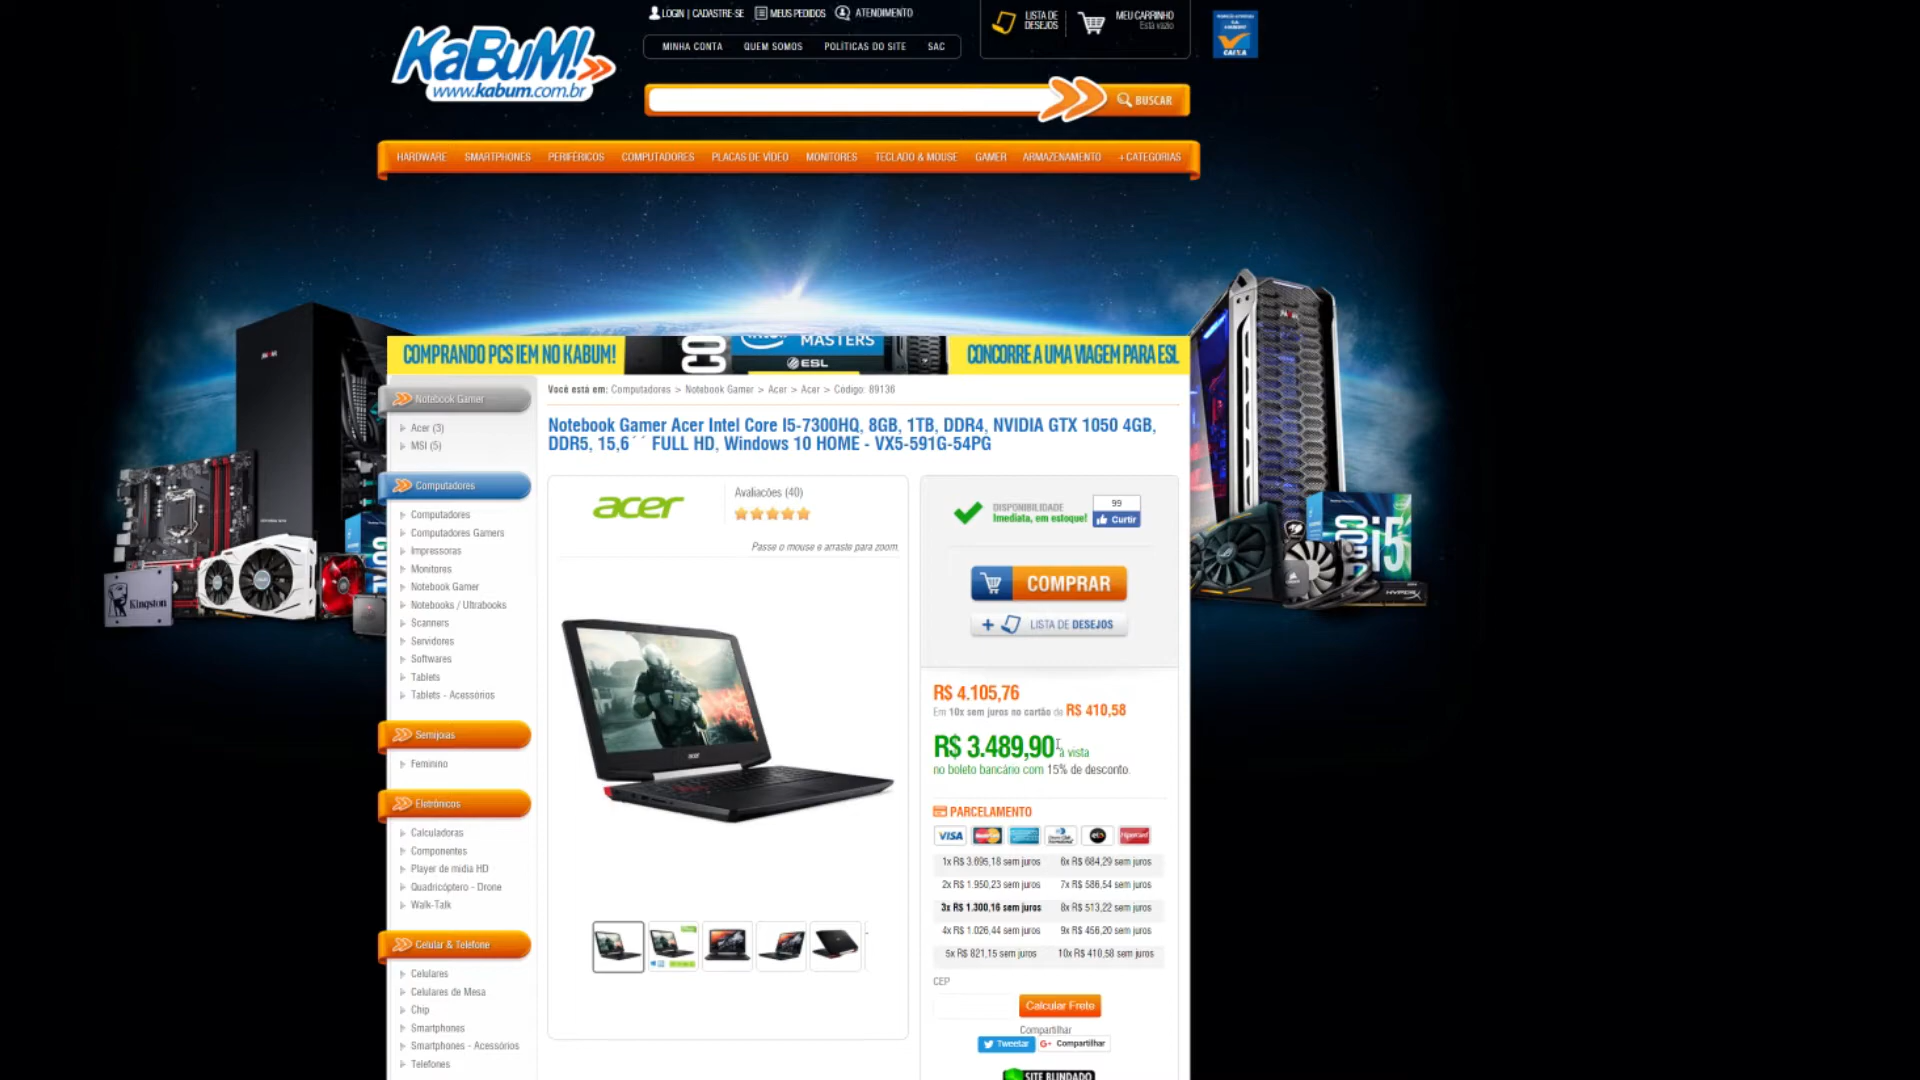 LOGIN | CADASTRE-SE MEUS PEDIDOS ATENDIMENTO
MINHA CONTA QUEM SOMOS POLÍTICAS DO SITE SAC
LISTA DE
DESEJOS
MEU CARRINHO
Está vazio
CAIXA
KaBuM!
www.kabum.com.br
BUSCAR
HARDWARE SMARTPHONES PERIFÉRICOS COMPUTADORES PLACAS DE VÍDEO MONITORES TECLADO & MOUSE GAMER ARMAZENAMENTO + CATEGORIAS
COMPRANDO PCS IEM NO KABUM!
MASTERS
ESL
CONCORRE A UMA VIAGEM PARA ESL
Kingston
i5
HYPERX
Você está em: Computadores > Notebook Gamer > Acer > Acer > Código: 89136
Notebook Gamer Acer Intel Core I5-7300HQ, 8GB, 1TB, DDR4, NVIDIA GTX 1050 4GB,
DDR5, 15,6´´ FULL HD, Windows 10 HOME - VX5-591G-54PG
Notebook Gamer
Acer (3)
MSI (5)
Computadores
Computadores
Computadores Gamers
Impressoras
Monitores
Notebook Gamer
Notebooks / Ultrabooks
Scanners
Servidores
Softwares
Tablets
Tablets - Acessórios
Semijoias
Feminino
Eletrônicos
Calculadoras
Componentes
Player de mídia HD
Quadricóptero - Drone
Walk-Talk
Celular & Telefone
Celulares
Celulares de Mesa
Chip
Smartphones
Smartphones - Acessórios
Telefones
acer
Avaliações (40)
Passe o mouse e arraste para zoom.
acer
DISPONIBILIDADE
Imediata, em estoque!
99
Curtir
COMPRAR
+ LISTA DE DESEJOS
R$ 4.105,76
Em 10x sem juros no cartão de R$ 410,58
R$ 3.489,90 à vista
no boleto bancário com 15% de desconto
PARCELAMENTO
VISA
1x R$ 3.695,18 sem juros 6x R$ 684,29 sem juros
2x R$ 1.950,23 sem juros 7x R$ 586,54 sem juros
3x R$ 1.300,16 sem juros 8x R$ 513,22 sem juros
4x R$ 1.026,44 sem juros 9x R$ 456,20 sem juros
5x R$ 821,15 sem juros 10x R$ 410,58 sem juros
CEP
Calcular Frete
Compartilhar
Tweetar G+ Compartilhar
SITE BLINDADO